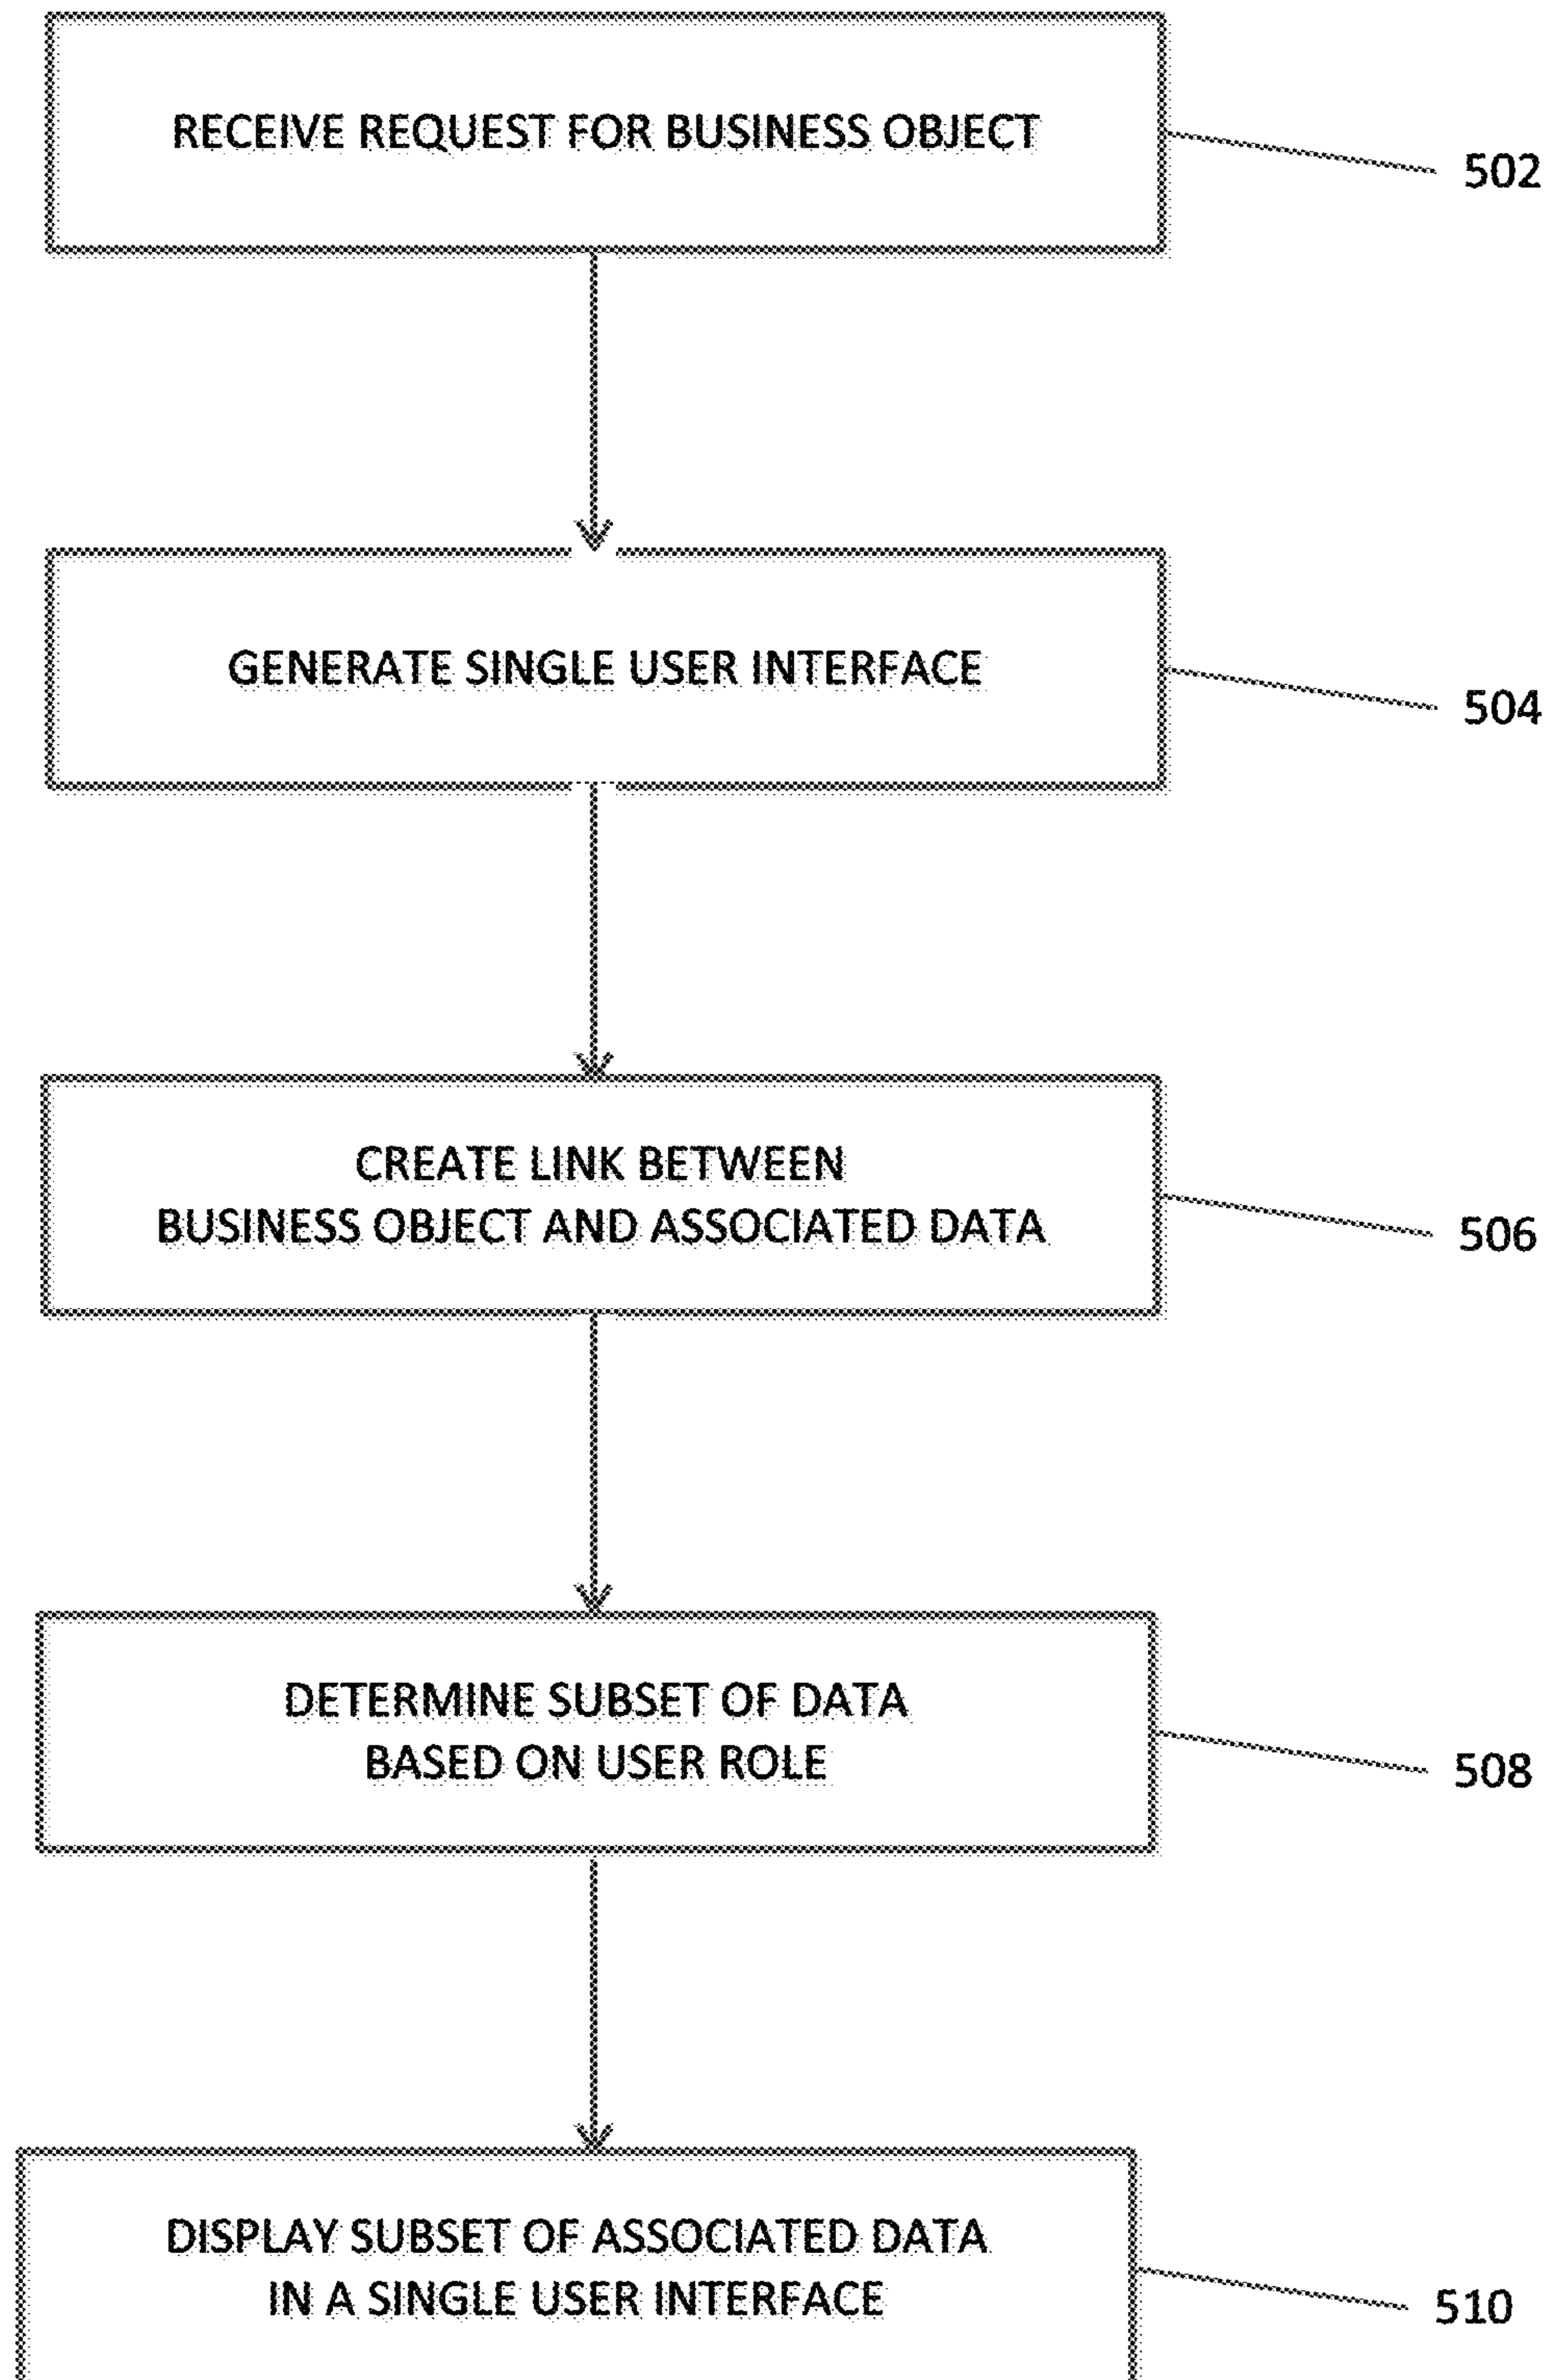 RECEIVE REQUEST FOR BUSINESS OBJECT
502
GENERATE SINGLE USER INTERFACE
504
CREATE LINK BETWEEN
BUSINESS OBJECT AND ASSOCIATED DATA
506
DETERMINE SUBSET OF DATA
BASED ON USER ROLE
508
DISPLAY SUBSET OF ASSOCIATED DATA
IN A SINGLE USER INTERFACE
510